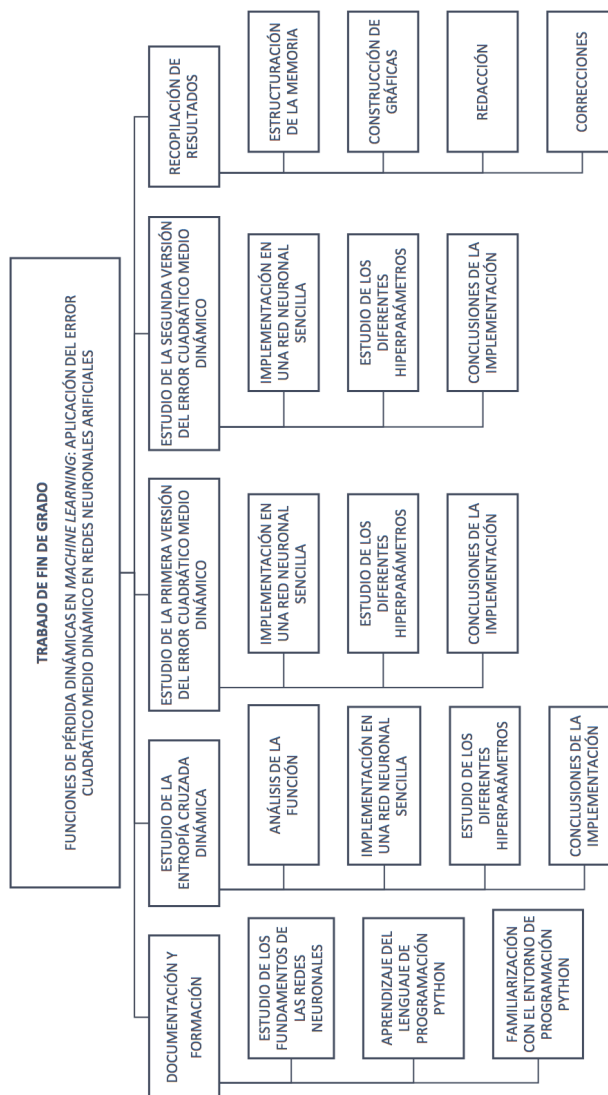 TRABAJO DE FIN DE GRADO
FUNCIONES DE PÉRDIDA DINÁMICAS EN MACHINE LEARNING: APLICACIÓN DEL ERROR
CUADRÁTICO MEDIO DINÁMICO EN REDES NEURONALES ARIFICIALES
DOCUMENTACIÓN Y
FORMACIÓN
ESTUDIO DE LOS
FUNDAMENTOS DE
LAS REDES
NEURONALES
APRENDIZAJE DEL
LENGUAJE DE
PROGRAMACIÓN
PYTHON
FAMILIARIZACIÓN
CON EL ENTORNO DE
PROGRAMACIÓN
PYTHON
ESTUDIO DE LA
ENTROPÍA CRUZADA
DINÁMICA
ANÁLISIS DE LA
FUNCIÓN
IMPLEMENTACIÓN EN
UNA RED NEURONAL
SENCILLA
ESTUDIO DE LOS
DIFERENTES
HIPERPARÁMETROS
CONCLUSIONES DE LA
IMPLEMENTACIÓN
ESTUDIO DE LA PRIMERA VERSIÓN
DEL ERROR CUADRÁTICO MEDIO
DINÁMICO
IMPLEMENTACIÓN EN
UNA RED NEURONAL
SENCILLA
ESTUDIO DE LOS
DIFERENTES
HIPERPARÁMETROS
CONCLUSIONES DE LA
IMPLEMENTACIÓN
ESTUDIO DE LA SEGUNDA VERSIÓN
DEL ERROR CUADRÁTICO MEDIO
DINÁMICO
IMPLEMENTACIÓN EN
UNA RED NEURONAL
SENCILLA
ESTUDIO DE LOS
DIFERENTES
HIPERPARÁMETROS
CONCLUSIONES DE LA
IMPLEMENTACIÓN
RECOPILACIÓN DE
RESULTADOS
ESTRUCTURACIÓN
DE LA MEMORIA
CONSTRUCCIÓN DE
GRÁFICAS
REDACCIÓN
CORRECCIONES